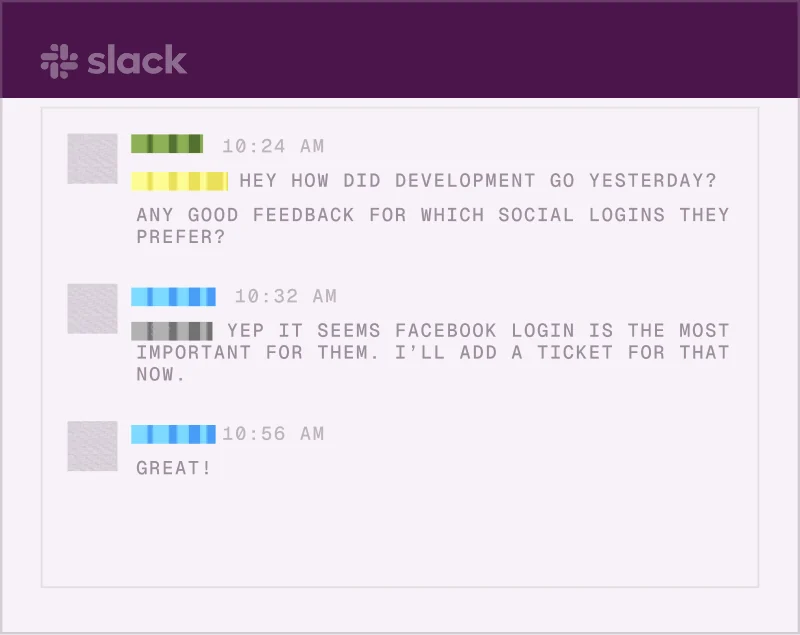 slack
10:24 AM
HEY HOW DID DEVELOPMENT GO YESTERDAY?
ANY GOOD FEEDBACK FOR WHICH SOCIAL LOGINS THEY
PREFER?
10:32 AM
YEP IT SEEMS FACEBOOK LOGIN IS THE MOST
IMPORTANT FOR THEM. I’LL ADD A TICKET FOR THAT
NOW.
10:56 AM
GREAT!